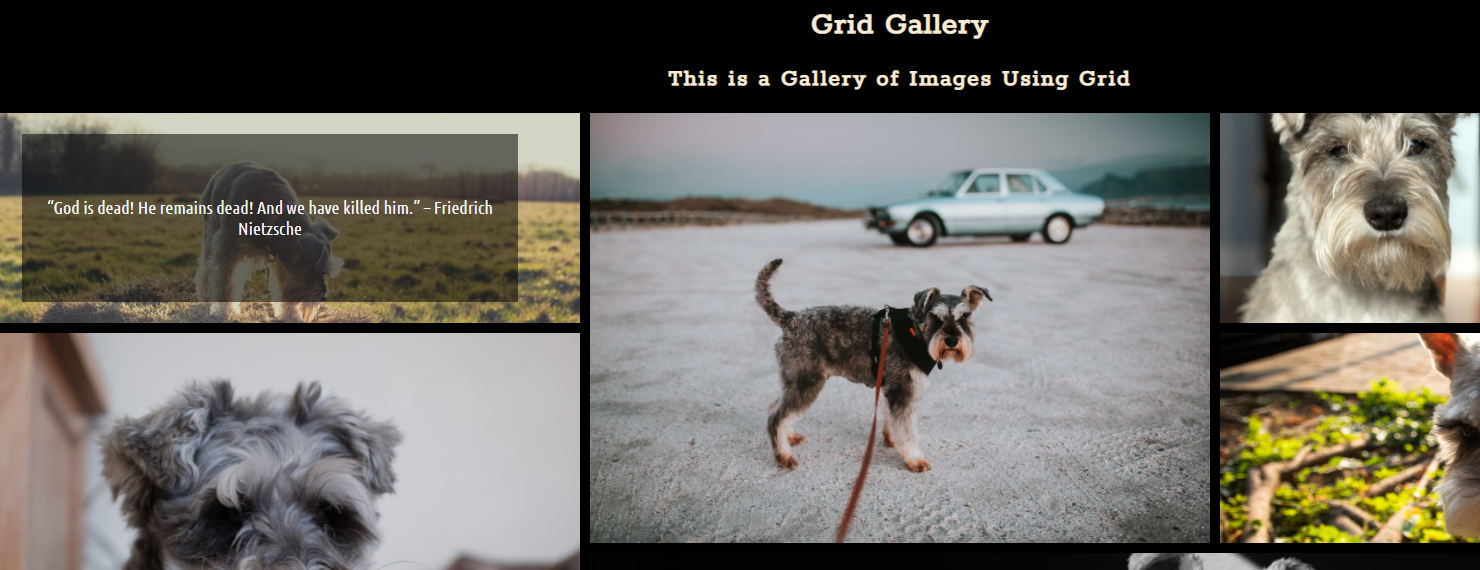 Grid Gallery
This is a Gallery of Images Using Grid
“God is dead! He remains dead! And we have killed him.” – Friedrich
Nietzsche